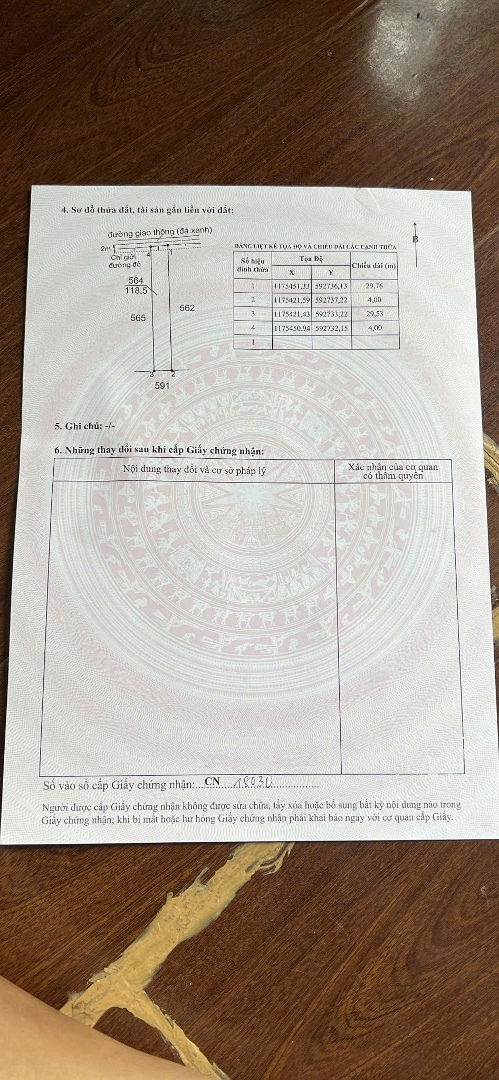 4. Sơ đồ thửa đất, tài sản gắn liền với đất:
đường giao thông (đá xanh)
2m
Chỉ giới
đường đỏ
4
1
564
118.5
565
562
3
2
591
B
BẢNG LIỆT KÊ TỌA ĐỘ VÀ CHIỀU DÀI CÁC CẠNH THỬA
Số hiệu đỉnh thửa
Tọa Độ
Chiều dài (m)
X
Y
1 1175451,33 592736,13 29,76
2 1175421,59 592737,22 4,00
3 1175421,43 592733,22 29,53
4 1175450,94 592732,15 4,00
1
5. Ghi chú: -/-
6. Những thay đổi sau khi cấp Giấy chứng nhận:
Nội dung thay đổi và cơ sở pháp lý
Xác nhận của cơ quan
có thẩm quyền
Số vào sổ cấp Giấy chứng nhận:....CN
Người được cấp Giấy chứng nhận không được sửa chữa, tẩy xóa hoặc bổ sung bất kỳ nội dung nào trong
Giấy chứng nhận; khi bị mất hoặc hư hỏng Giấy chứng nhận phải khai báo ngay với cơ quan cấp Giấy.